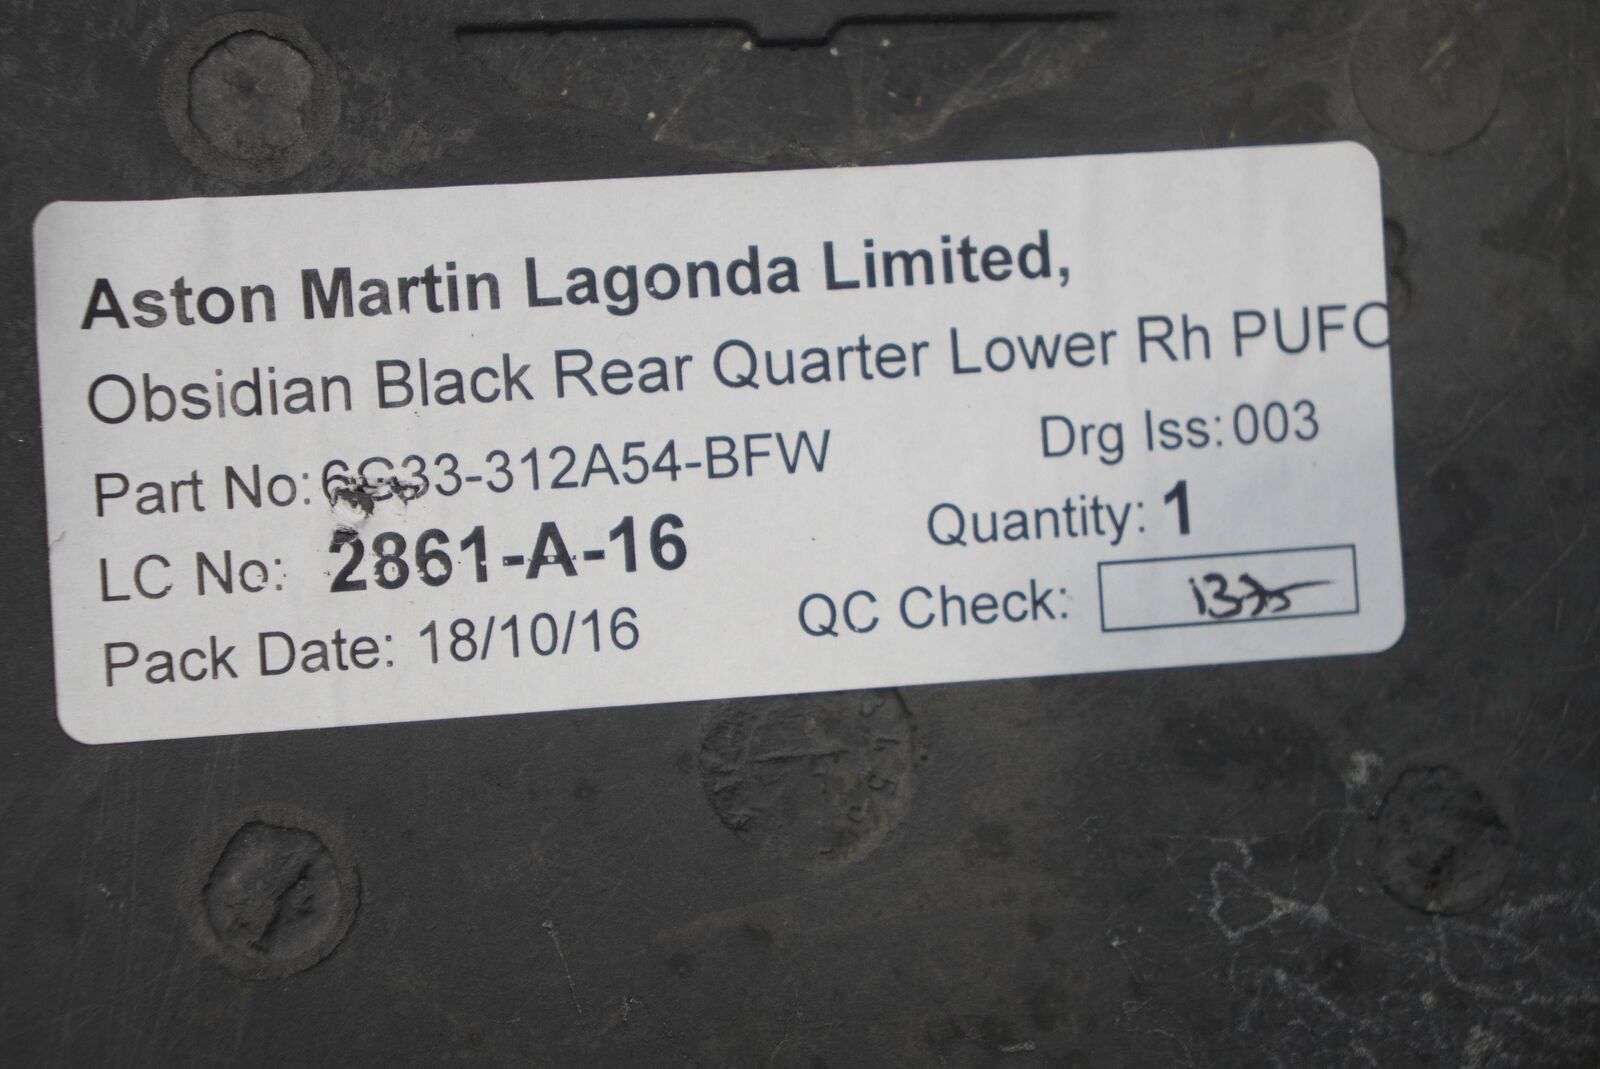 Aston Martin Lagonda Limited,
Obsidian Black Rear Quarter Lower Rh PUFC
Part No: 6G33-312A54-BFW Drg Iss: 003
LC No: 2861-A-16 Quantity: 1
Pack Date: 18/10/16 QC Check: